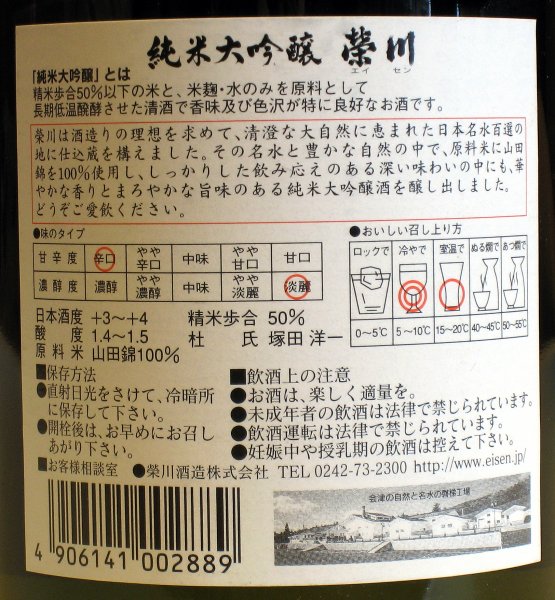 純米大吟醸 榮川
エイ セン
「純米大吟醸」とは
精米歩合50%以下の米と、米麹・水のみを原料として
長期低温醗酵させた清酒で香味及び色沢が特に良好なお酒です。
榮川は酒造りの理想を求めて、清澄な大自然に恵まれた日本名水百選の
地に仕込蔵を構えました。その名水と豊かな自然の中で、原料米に山田
錦を100%使用し、しっかりした飲み応えのある深い味わいの中にも、華
やかな香りとまろやかな旨味のある純米大吟醸酒を醸し出しました。
どうぞご愛飲ください。
●味のタイプ
甘辛度 辛口 やや辛口 中味 やや甘口 甘口
濃醇度 濃醇 やや濃醇 中味 やや淡麗 淡麗
●おいしい召し上り方
ロックで 冷やで 室温で ぬる燗で あつ燗で
0〜5℃ 5〜10℃ 15〜20℃ 40〜45℃ 50〜55℃
日本酒度 +3〜+4 精米歩合 50%
酸度 1.4〜1.5 杜氏 塚田 洋一
原料米 山田錦100%
■保存方法
●直射日光をさけて、冷暗所
に保存して下さい。
●開栓後は、お早めにお召し
あがり下さい。
■飲酒上の注意
●お酒は、楽しく適量を。
●未成年者の飲酒は法律で禁じられています。
●飲酒運転は法律で禁じられています。
●妊娠中や授乳期の飲酒は控えて下さい。
■お客様相談室 ●榮川酒造株式会社 TEL 0242-73-2300 http://www.eisen.jp/
会津の自然と名水の磐梯工場
4 906141 002889